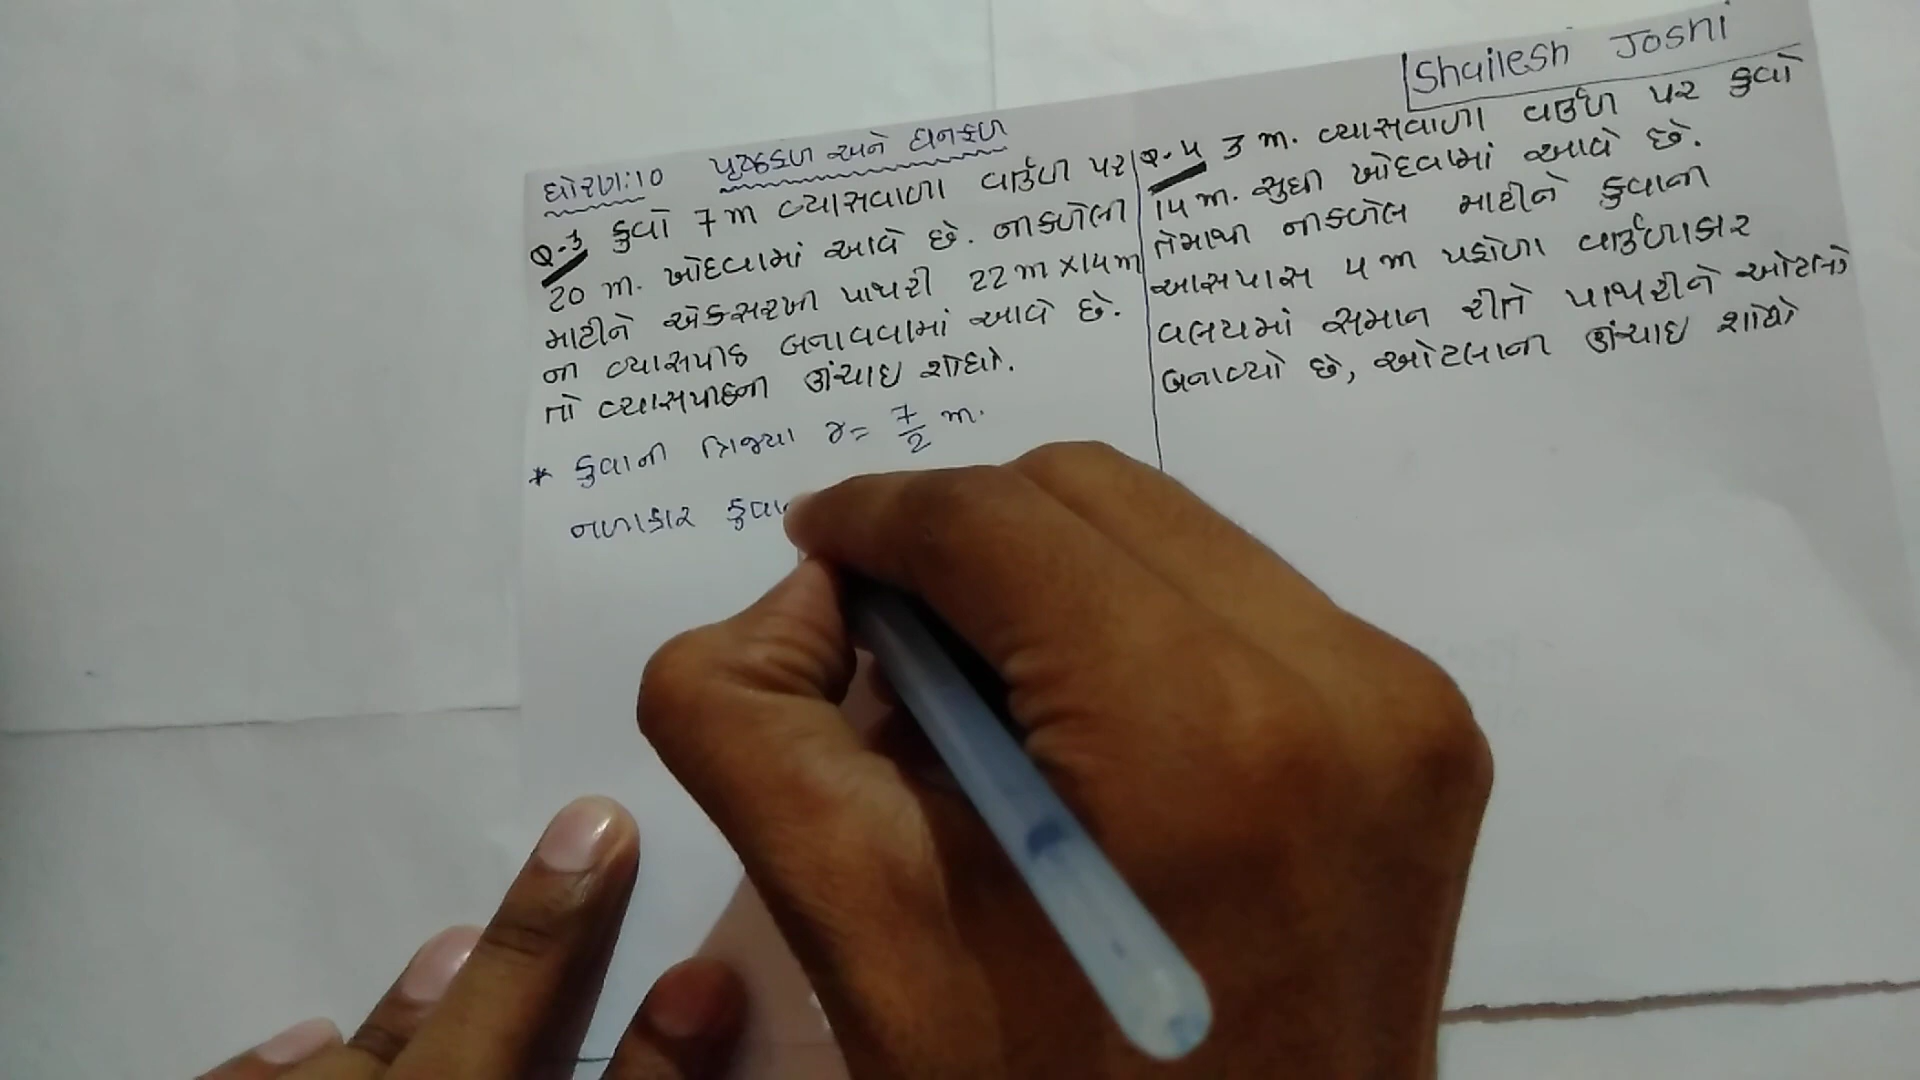 Shailesh Joshi
ધોરણ:10 પૃષ્ઠફળ અને ઘનફળ
Q-3 કુવો 7m વ્યાસવાળા વર્તુળ પર
20 m. ખોદવામાં આવે છે. નીકળેલી
માટીને એકસરખી પાથરી 22m×14m
ની વ્યાસપીઠ બનાવવામાં આવે છે.
તો વ્યાસપીઠની ઊંચાઇ શોધો.
* કુવાની ત્રિજ્યા r= 7/2 m.
નળાકાર કુવા
Q-4 3 m. વ્યાસવાળા વર્તુળ પર કુવો
14 m. સુધી ખોદવામાં આવે છે.
તેમાથી નીકળેલ માટીને કુવાની
આસપાસ 4 m પહોળા વર્તુળાકાર
વલયમાં સમાન રીતે પાથરીને ઓટલો
બનાવ્યો છે, ઓટલાની ઊંચાઇ શોધો